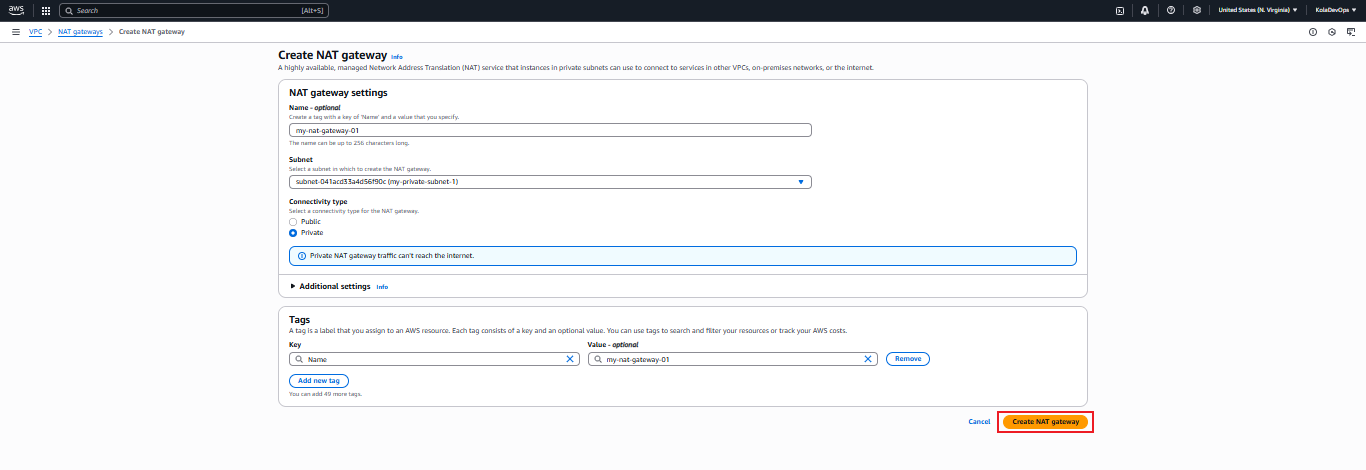 aws
Search [Alt+S] United States (N. Virginia) KoladevOps
VPC > NAT gateways > Create NAT gateway
Create NAT gateway Info
A highly available, managed Network Address Translation (NAT) service that instances in private subnets can use to connect to services in other VPCs, on-premises networks, or the internet.
NAT gateway settings
Name - optional
Create a tag with a key of 'Name' and a value that you specify.
my-nat-gateway-01
The name can be up to 256 characters long.
Subnet
Select a subnet in which to create the NAT gateway.
subnet-041acd33a4d56f90c (my-private-subnet-1)
Connectivity type
Select a connectivity type for the NAT gateway.
Public
Private
Private NAT gateway traffic can't reach the internet.
Additional settings Info
Tags
A tag is a label that you assign to an AWS resource. Each tag consists of a key and an optional value. You can use tags to search and filter your resources or track your AWS costs.
Key Value - optional
Name my-nat-gateway-01 Remove
Add new tag
You can add 49 more tags.
Cancel Create NAT gateway